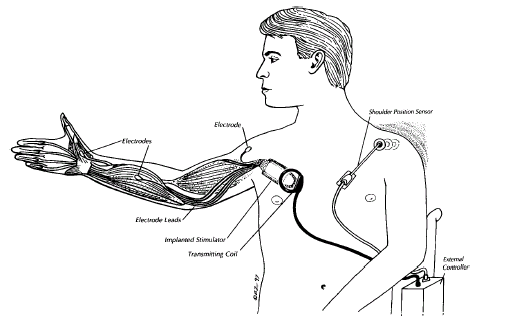 Shoulder Position Sensor
Electrode
Electrodes
Electrode Leads
Implanted Stimulator
Transmitting Coil
External
Controller